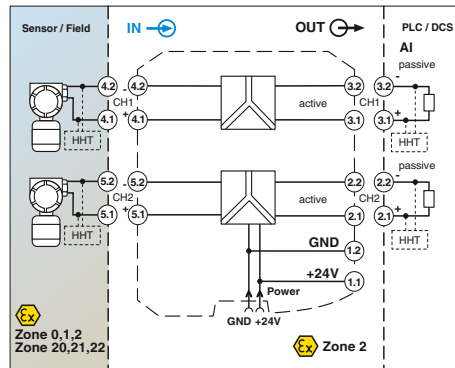 Sensor / Field
IN
OUT
PLC / DCS
AI
4.2 - 4.2 3.2 3.2 - passive
CH1 active CH1
4.1 + 4.1 3.1 3.1 +
HHT HHT
5.2 - 5.2 2.2 2.2 - passive
CH2 active CH2
5.1 + 5.1 2.1 2.1 +
HHT HHT
GND 1.2
+24V 1.1
Power
GND +24V
Ex
Zone 0,1,2
Zone 20,21,22
Ex Zone 2